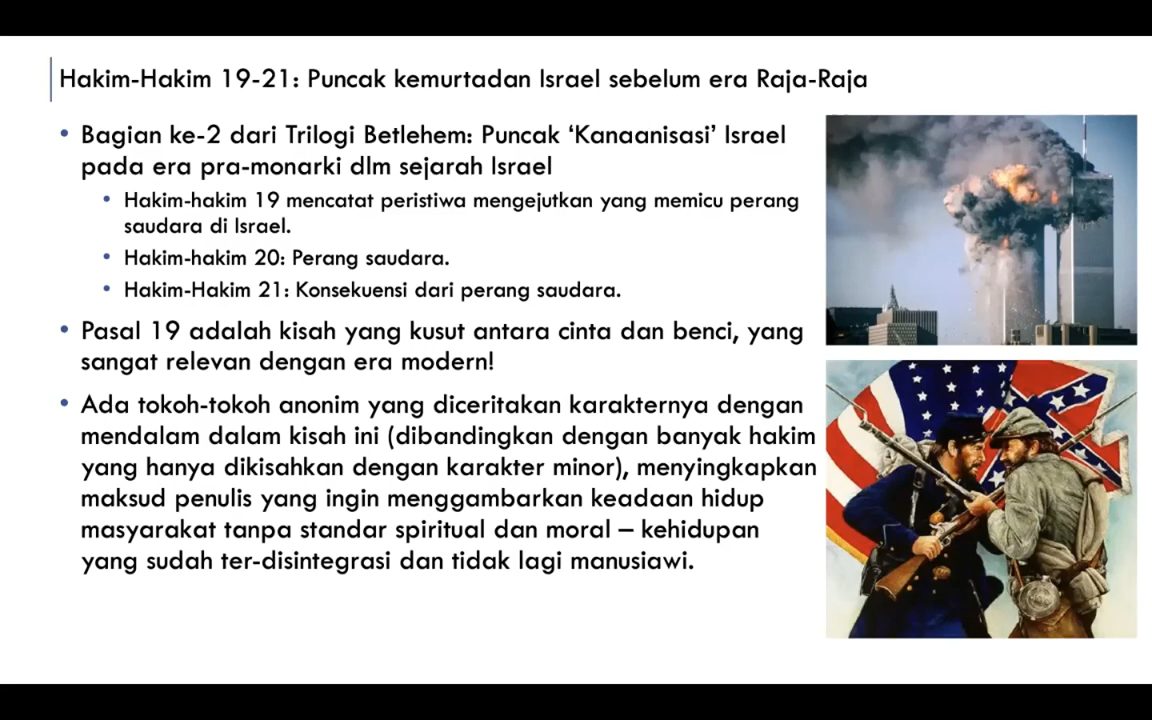 Hakim-Hakim 19-21: Puncak kemurtadan Israel sebelum era Raja-Raja
• Bagian ke-2 dari Trilogi Betlehem: Puncak ‘Kanaanisasi’ Israel
pada era pra-monarki dlm sejarah Israel
• Hakim-hakim 19 mencatat peristiwa mengejutkan yang memicu perang
saudara di Israel.
• Hakim-hakim 20: Perang saudara.
• Hakim-Hakim 21: Konsekuensi dari perang saudara.
• Pasal 19 adalah kisah yang kusut antara cinta dan benci, yang
sangat relevan dengan era modern!
• Ada tokoh-tokoh anonim yang diceritakan karakternya dengan
mendalam dalam kisah ini (dibandingkan dengan banyak hakim
yang hanya dikisahkan dengan karakter minor), menyingkapkan
maksud penulis yang ingin menggambarkan keadaan hidup
masyarakat tanpa standar spiritual dan moral – kehidupan
yang sudah ter-disintegrasi dan tidak lagi manusiawi.